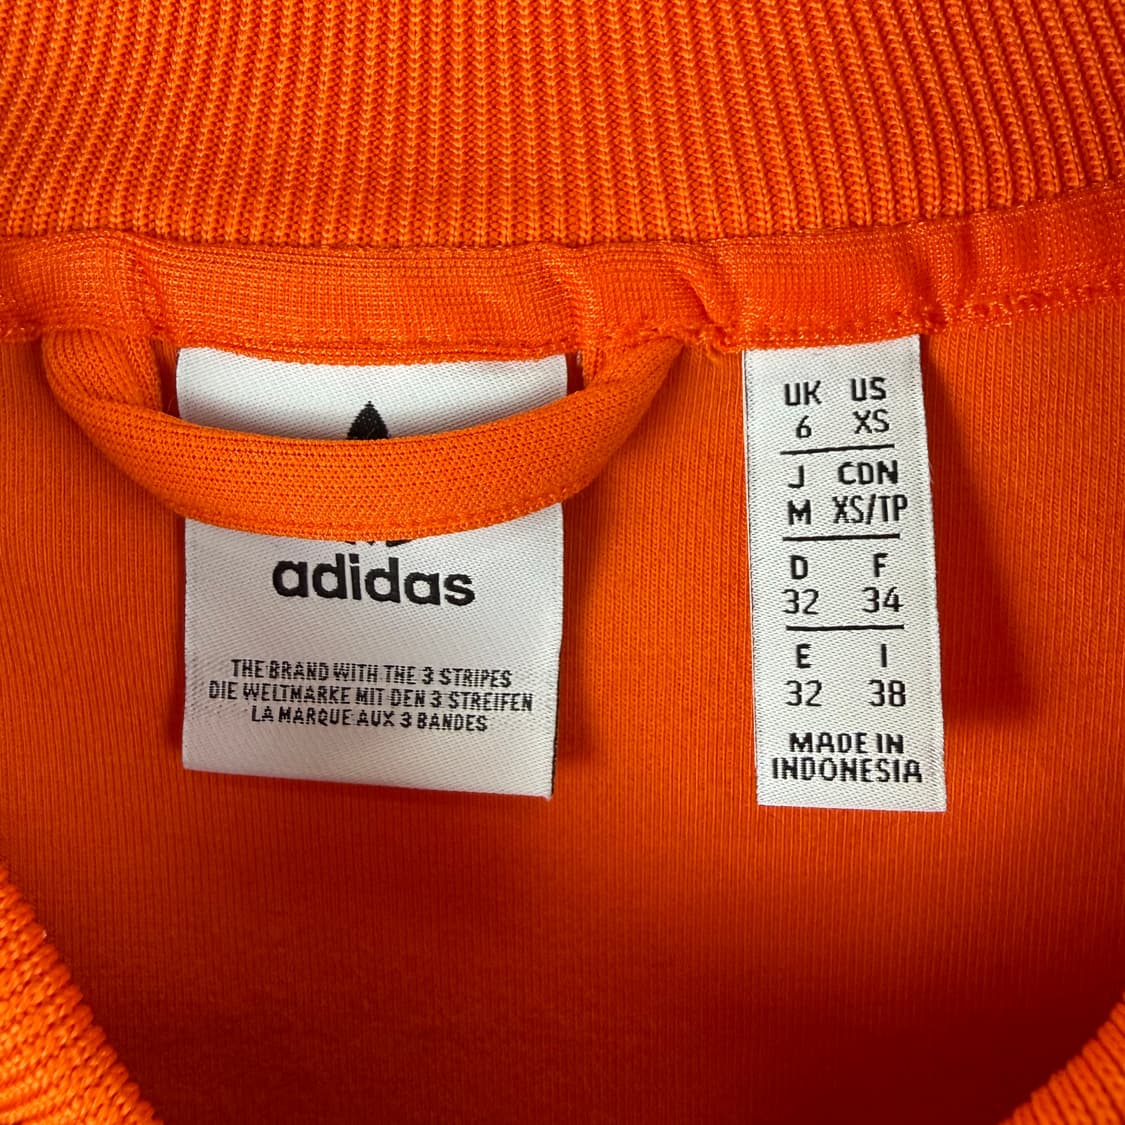 adidas
THE BRAND WITH THE 3 STRIPES
DIE WELTMARKE MIT DEN 3 STREIFEN
LA MARQUE AUX 3 BANDES
UK US
6 XS
J CDN
M XS/TP
D F
32 34
E I
32 38
MADE IN
INDONESIA